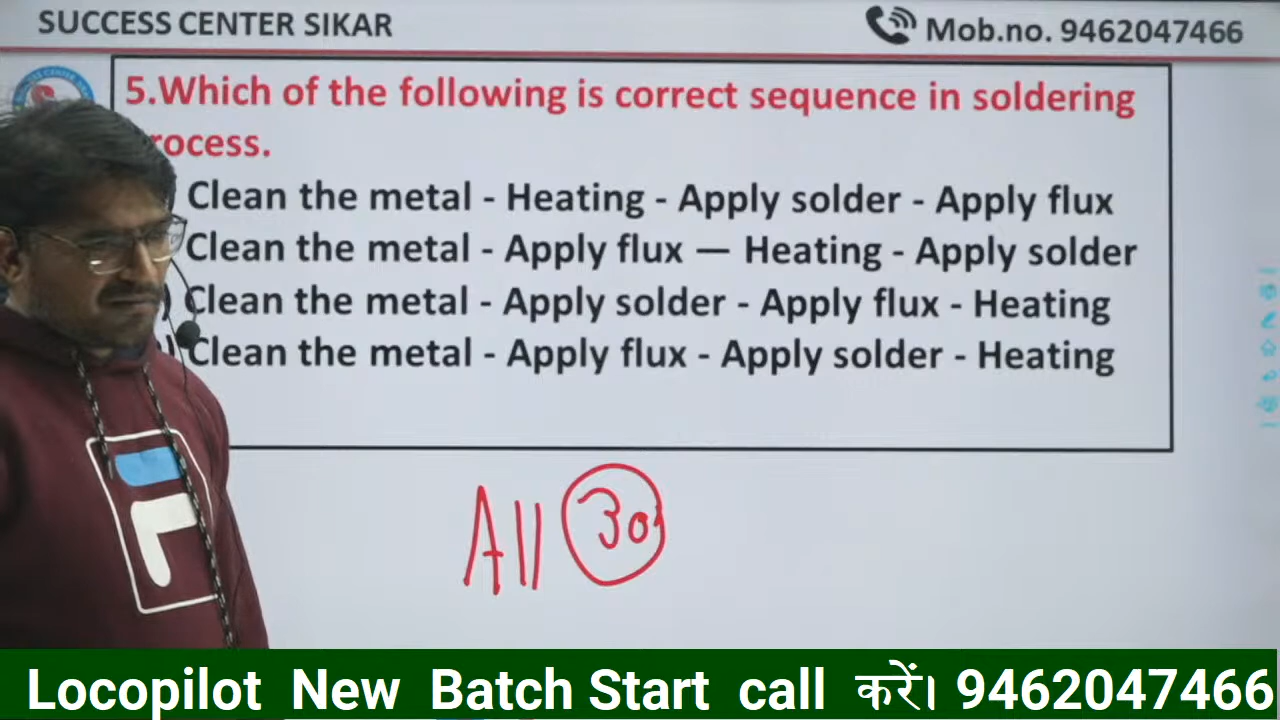 SUCCESS CENTER SIKAR
Mob.no. 9462047466
5.Which of the following is correct sequence in soldering
rocess.
Clean the metal - Heating - Apply solder - Apply flux
Clean the metal - Apply flux — Heating - Apply solder
) Clean the metal - Apply solder - Apply flux - Heating
) Clean the metal - Apply flux - Apply solder - Heating
All
Locopilot New Batch Start call करें। 9462047466